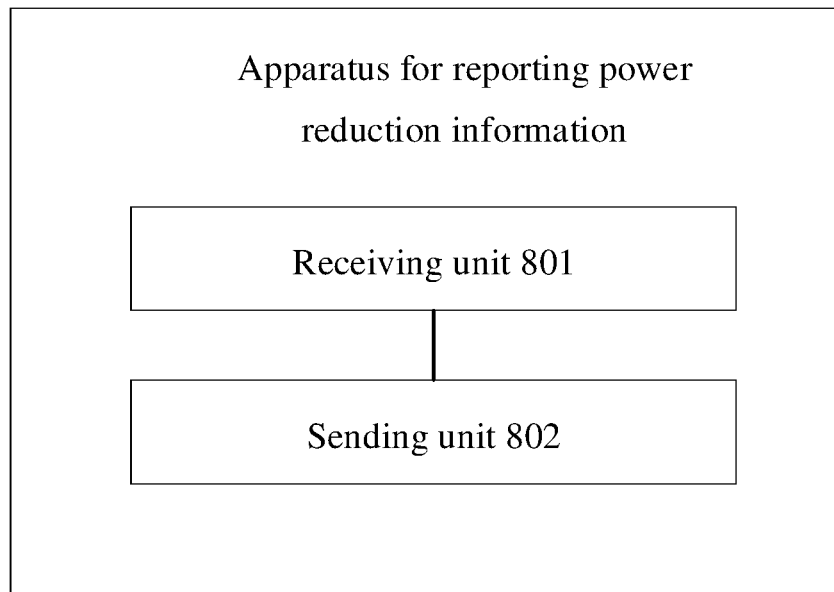 Apparatus for reporting power
reduction information
Receiving unit 801
Sending unit 802